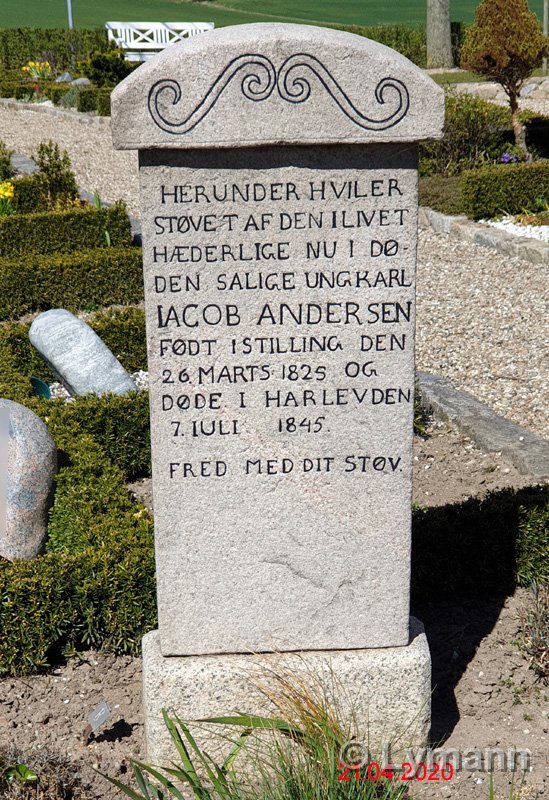 HERUNDER HVILER
STØVET AF DEN I LIVET
HÆDERLIGE NU I DØ-
DEN SALIGE UNGKARL
IACOB ANDERSEN
FØDT I STILLING DEN
26. MARTS 1825 OG
DØDE I HARLEV DEN
7. IULI 1845.
FRED MED DIT STØV.
© Lymann
21.04.2020